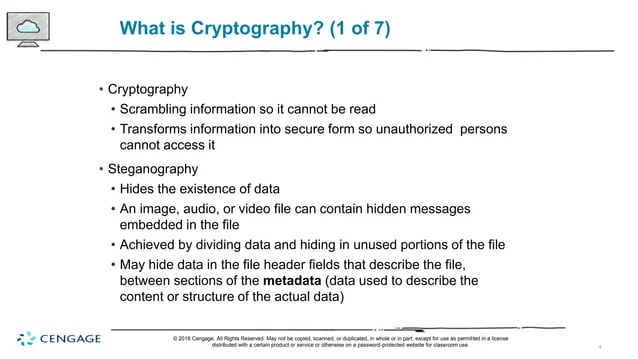 What is Cryptography? (1 of 7)
• Cryptography
• Scrambling information so it cannot be read
• Transforms information into secure form so unauthorized persons
cannot access it
• Steganography
• Hides the existence of data
• An image, audio, or video file can contain hidden messages
embedded in the file
• Achieved by dividing data and hiding in unused portions of the file
• May hide data in the file header fields that describe the file,
between sections of the metadata (data used to describe the
content or structure of the actual data)
CENGAGE
© 2018 Cengage. All Rights Reserved. May not be copied, scanned, or duplicated, in whole or in part, except for use as permitted in a license
distributed with a certain product or service or otherwise on a password-protected website for classroom use.
4